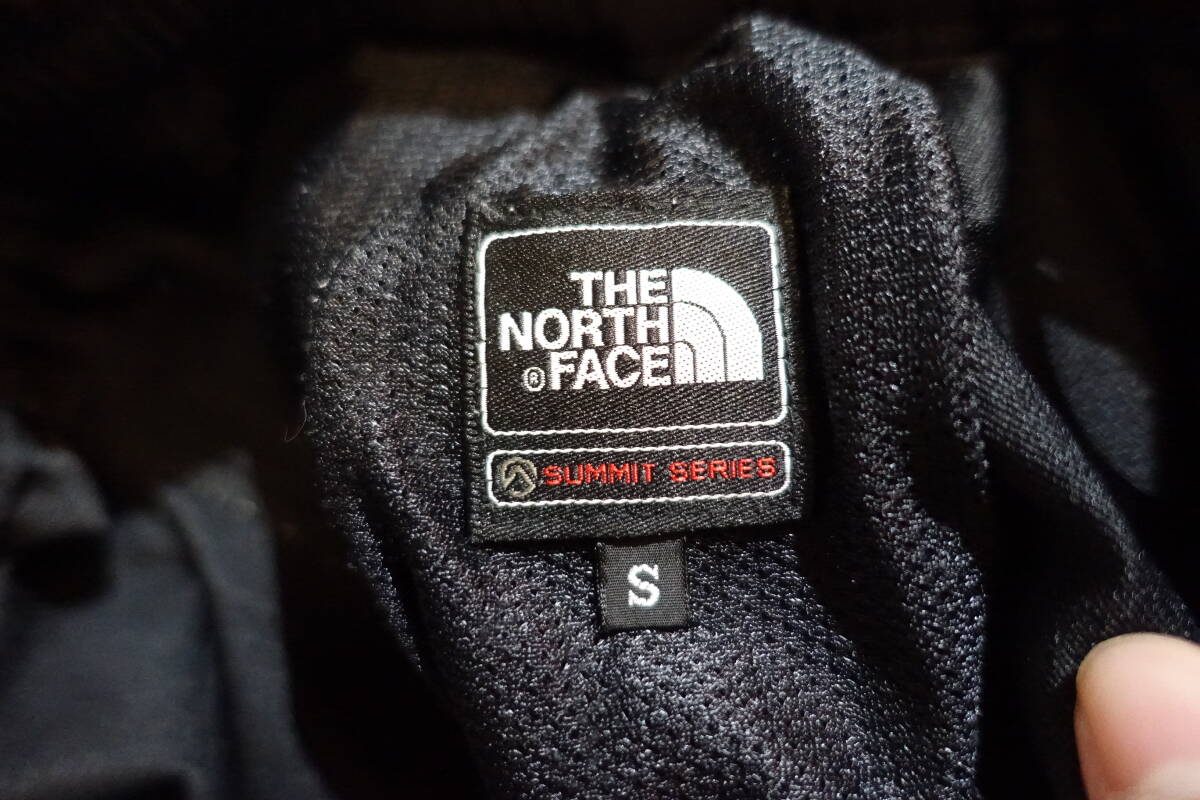 THE
NORTH
® FACE
SUMMIT SERIES
S